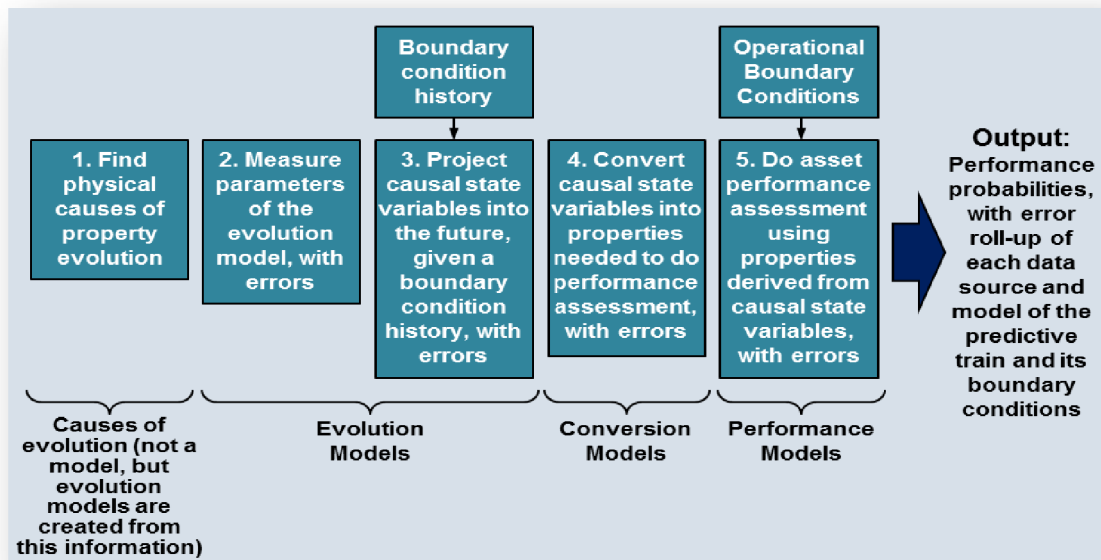 Boundary
condition
history
Operational
Boundary
Conditions
1. Find
physical
causes of
property
evolution
2. Measure
parameters
of the
evolution
model, with
errors
3. Project
causal state
variables into
the future,
given a
boundary
condition
history, with
errors
4. Convert
causal state
variables into
properties
needed to do
performance
assessment,
with errors
5. Do asset
performance
assessment
using
properties
derived from
causal state
variables,
with errors
Output:
Performance
probabilities,
with error
roll-up of
each data
source and
model of the
predictive
train and its
boundary
conditions
Causes of
evolution (not a
model, but
evolution
models are
created from
this information)
Evolution
Models
Conversion
Models
Performance
Models